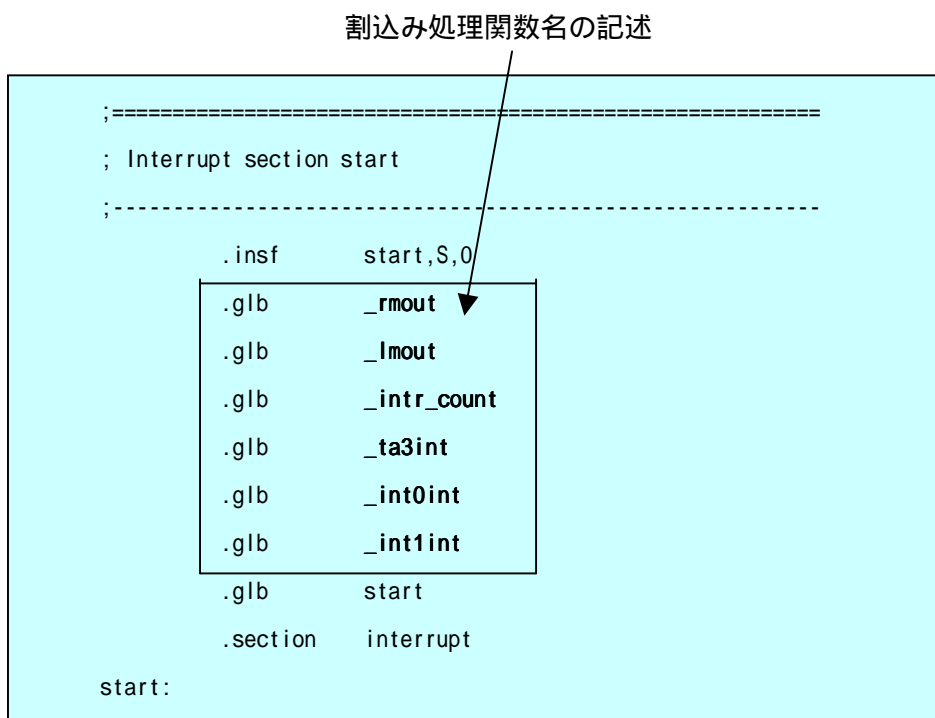 割込み処理関数名の記述
;===========================================================
; Interrupt section start
;-----------------------------------------------------------
.insf start,S,0
.glb _rmout
.glb _lmout
.glb _intr_count
.glb _ta3int
.glb _int0int
.glb _int1int
.glb start
.section interrupt
start: